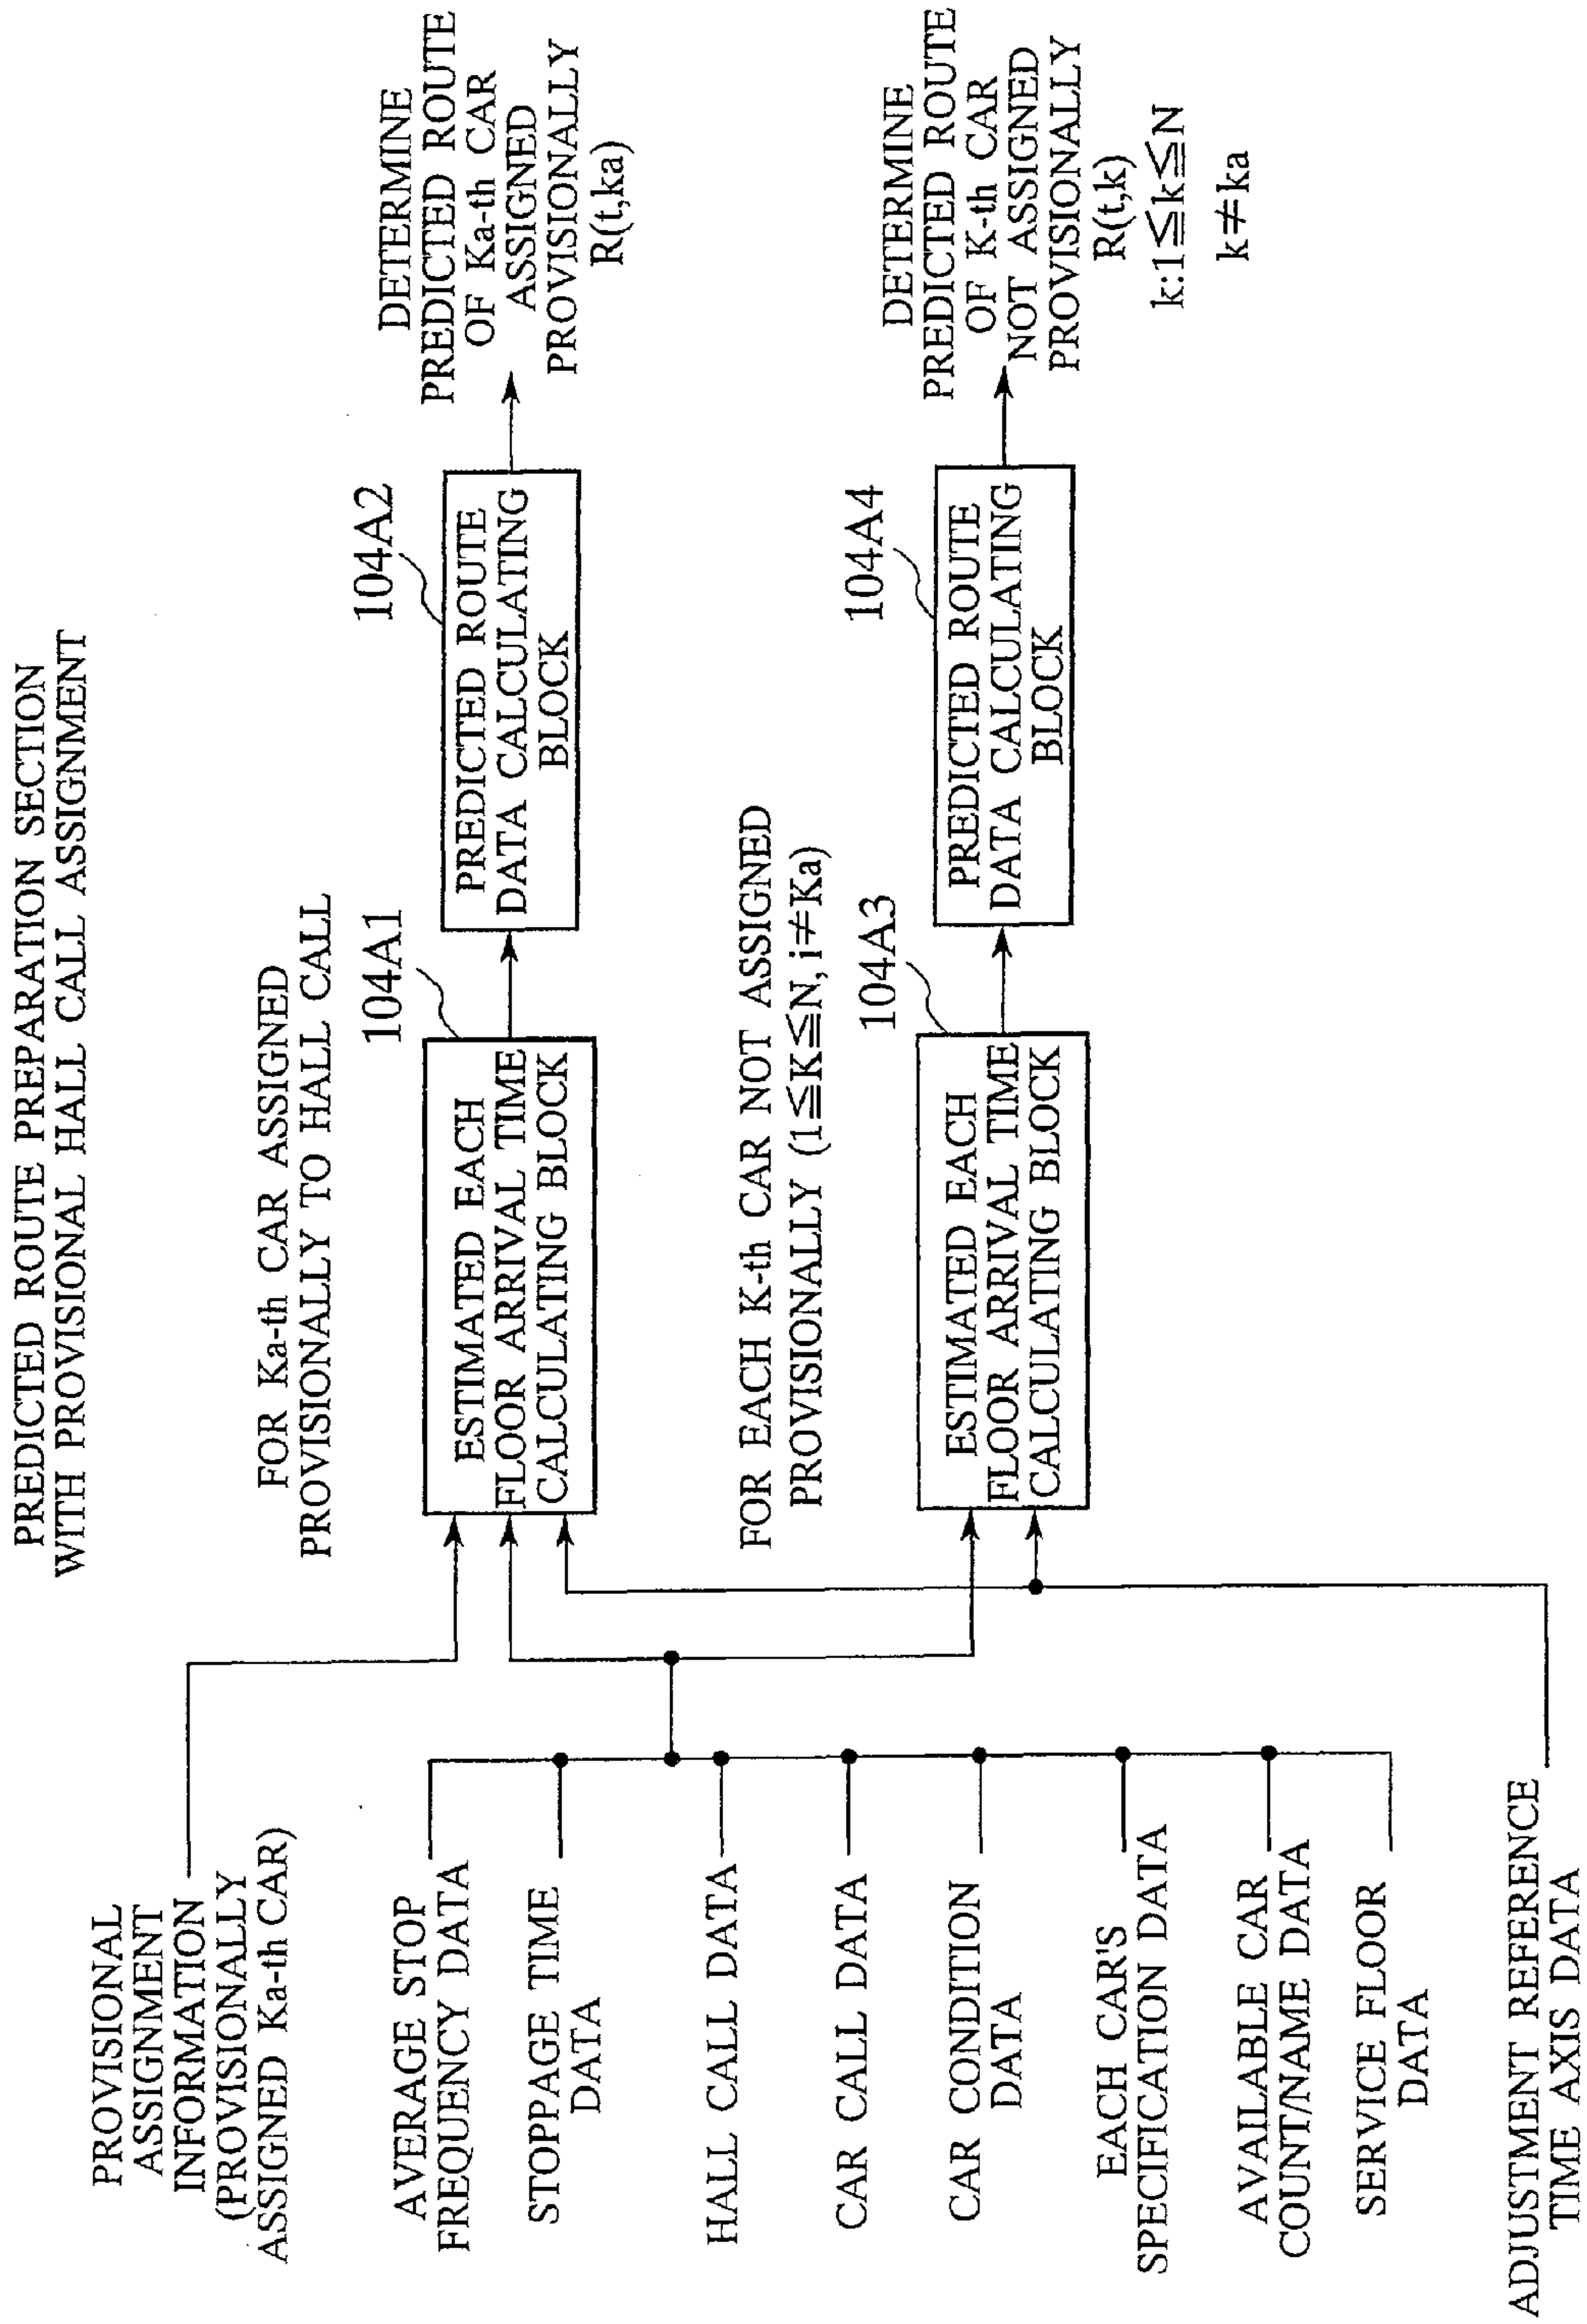 PREDICTED ROUTE PREPARATION SECTION
WITH PROVISIONAL HALL CALL ASSIGNMENT
PROVISIONAL
ASSIGNMENT
INFORMATION
(PROVISIONALLY
ASSIGNED Ka-th CAR)
AVERAGE STOP
FREQUENCY DATA
STOPPAGE TIME
DATA
HALL CALL DATA
CAR CALL DATA
CAR CONDITION
DATA
EACH CAR'S
SPECIFICATION DATA
AVAILABLE CAR
COUNT/NAME DATA
SERVICE FLOOR
DATA
ADJUSTMENT REFERENCE
TIME AXIS DATA
FOR Ka-th CAR ASSIGNED
PROVISIONALLY TO HALL CALL
104A1
ESTIMATED EACH
FLOOR ARRIVAL TIME
CALCULATING BLOCK
104A2
PREDICTED ROUTE
DATA CALCULATING
BLOCK
DETERMINE
PREDICTED ROUTE
OF Ka-th CAR
ASSIGNED
PROVISIONALLY
R(t,ka)
FOR EACH K-th CAR NOT ASSIGNED
PROVISIONALLY (1≦K≦N, i≠Ka)
104A3
ESTIMATED EACH
FLOOR ARRIVAL TIME
CALCULATING BLOCK
104A4
PREDICTED ROUTE
DATA CALCULATING
BLOCK
DETERMINE
PREDICTED ROUTE
OF K-th CAR
NOT ASSIGNED
PROVISIONALLY
R(t,k)
k:1≦k≦N
k≠ka